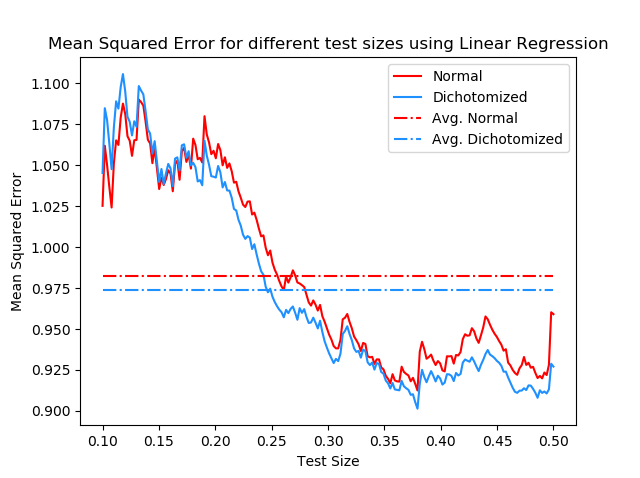 Mean Squared Error for different test sizes using Linear Regression
Normal
Dichotomized
Avg. Normal
Avg. Dichotomized
1.100
1.075
1.050
1.025
1.000
0.975
0.950
0.925
0.900
Mean Squared Error
0.10 0.15 0.20 0.25 0.30 0.35 0.40 0.45 0.50
Test Size